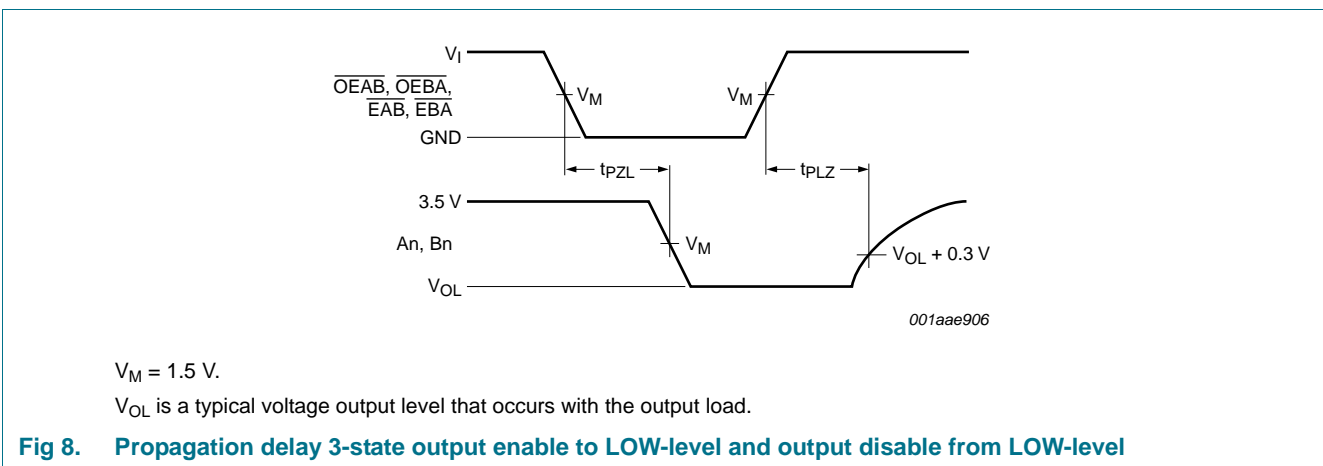 VI
OEAB, OEBA,
EAB, EBA
VM
VM
GND
tPZL
tPLZ
3.5 V
An, Bn
VM
VOL + 0.3 V
VOL
001aae906
VM = 1.5 V.
VOL is a typical voltage output level that occurs with the output load.
Fig 8. Propagation delay 3-state output enable to LOW-level and output disable from LOW-level